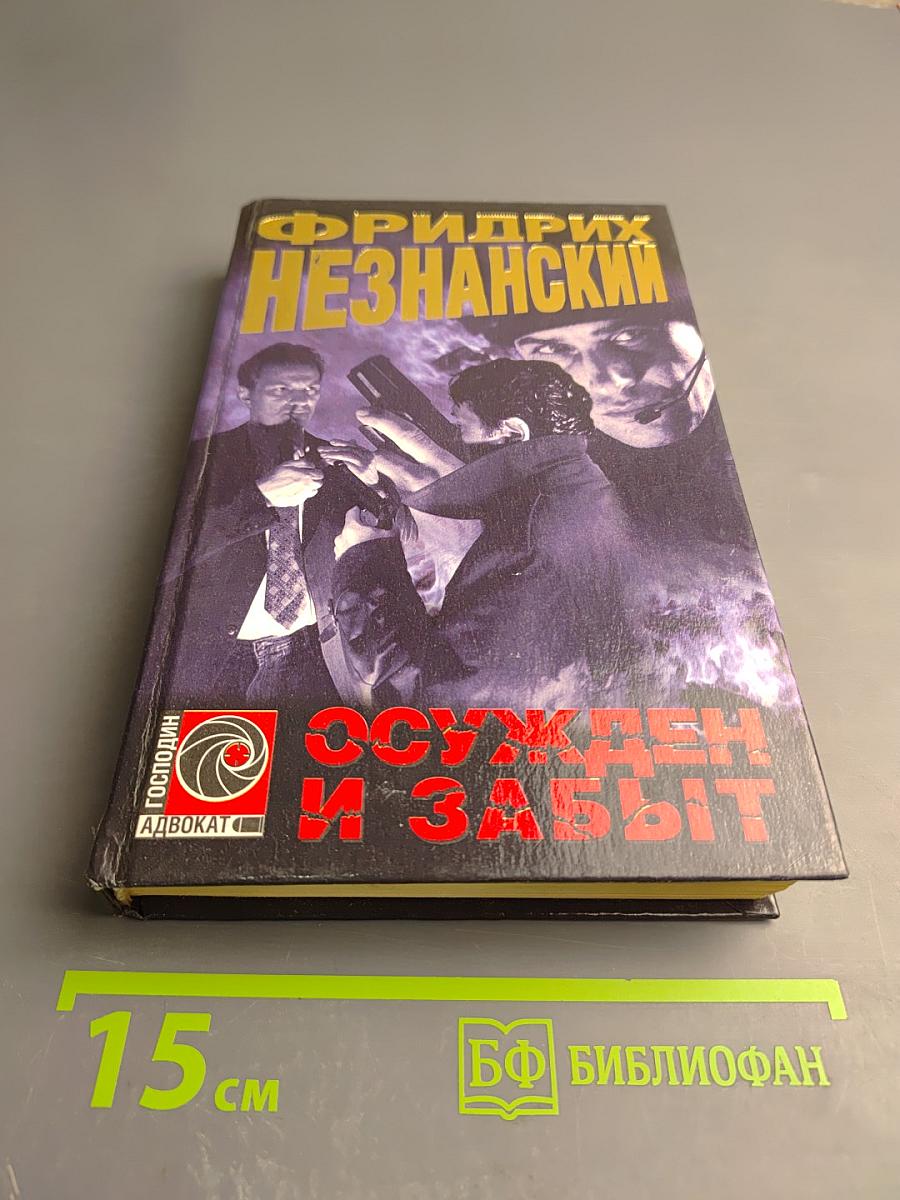 ФРИДРИХ
НЕЗНАНСКИЙ
ГОСПОДИН
АДВОКАТ
ОСУЖДЕН
И ЗАБЫТ
15 см
БФ БИБЛИОФАН